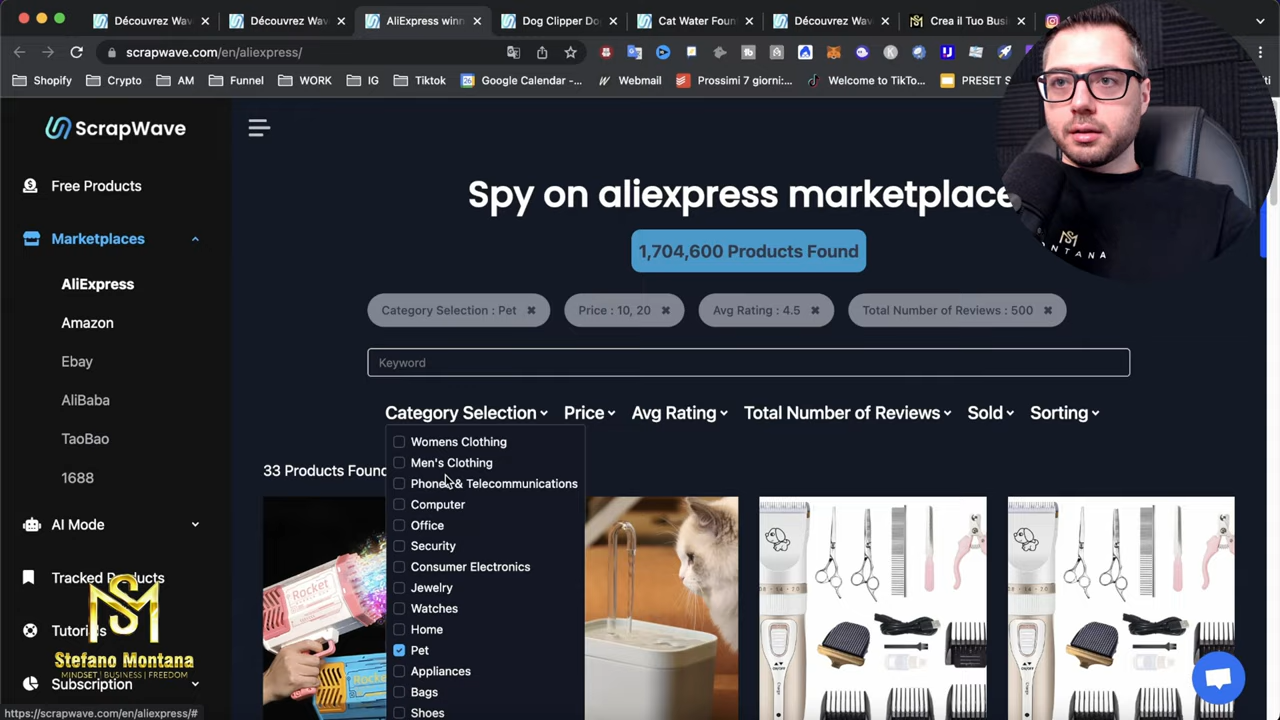 Découvrez Wav
Découvrez Wav
AliExpress winn
Dog Clipper Do
Cat Water Foun
Découvrez Wav
Crea il Tuo Busi
scrapwave.com/en/aliexpress/
Shopify
Crypto
AM
Funnel
WORK
IG
Tiktok
Google Calendar -...
Webmail
Prossimi 7 giorni:...
Welcome to TikTo...
PRESET S
ScrapWave
Free Products
Marketplaces
AliExpress
Amazon
Ebay
AliBaba
TaoBao
1688
AI Mode
Tracked Products
Tutori
Subscription
Stefano Montana
MINDSET | BUSINESS | FREEDOM
Spy on aliexpress marketplace
1,704,600 Products Found
Category Selection : Pet
Price : 10, 20
Avg Rating : 4.5
Total Number of Reviews : 500
Keyword
Category Selection
Price
Avg Rating
Total Number of Reviews
Sold
Sorting
33 Products Found
Womens Clothing
Men's Clothing
Phones & Telecommunications
Computer
Office
Security
Consumer Electronics
Jewelry
Watches
Home
Pet
Appliances
Bags
Shoes
Rocket
Rocket
MONTANA
https://scrapwave.com/en/aliexpress/#